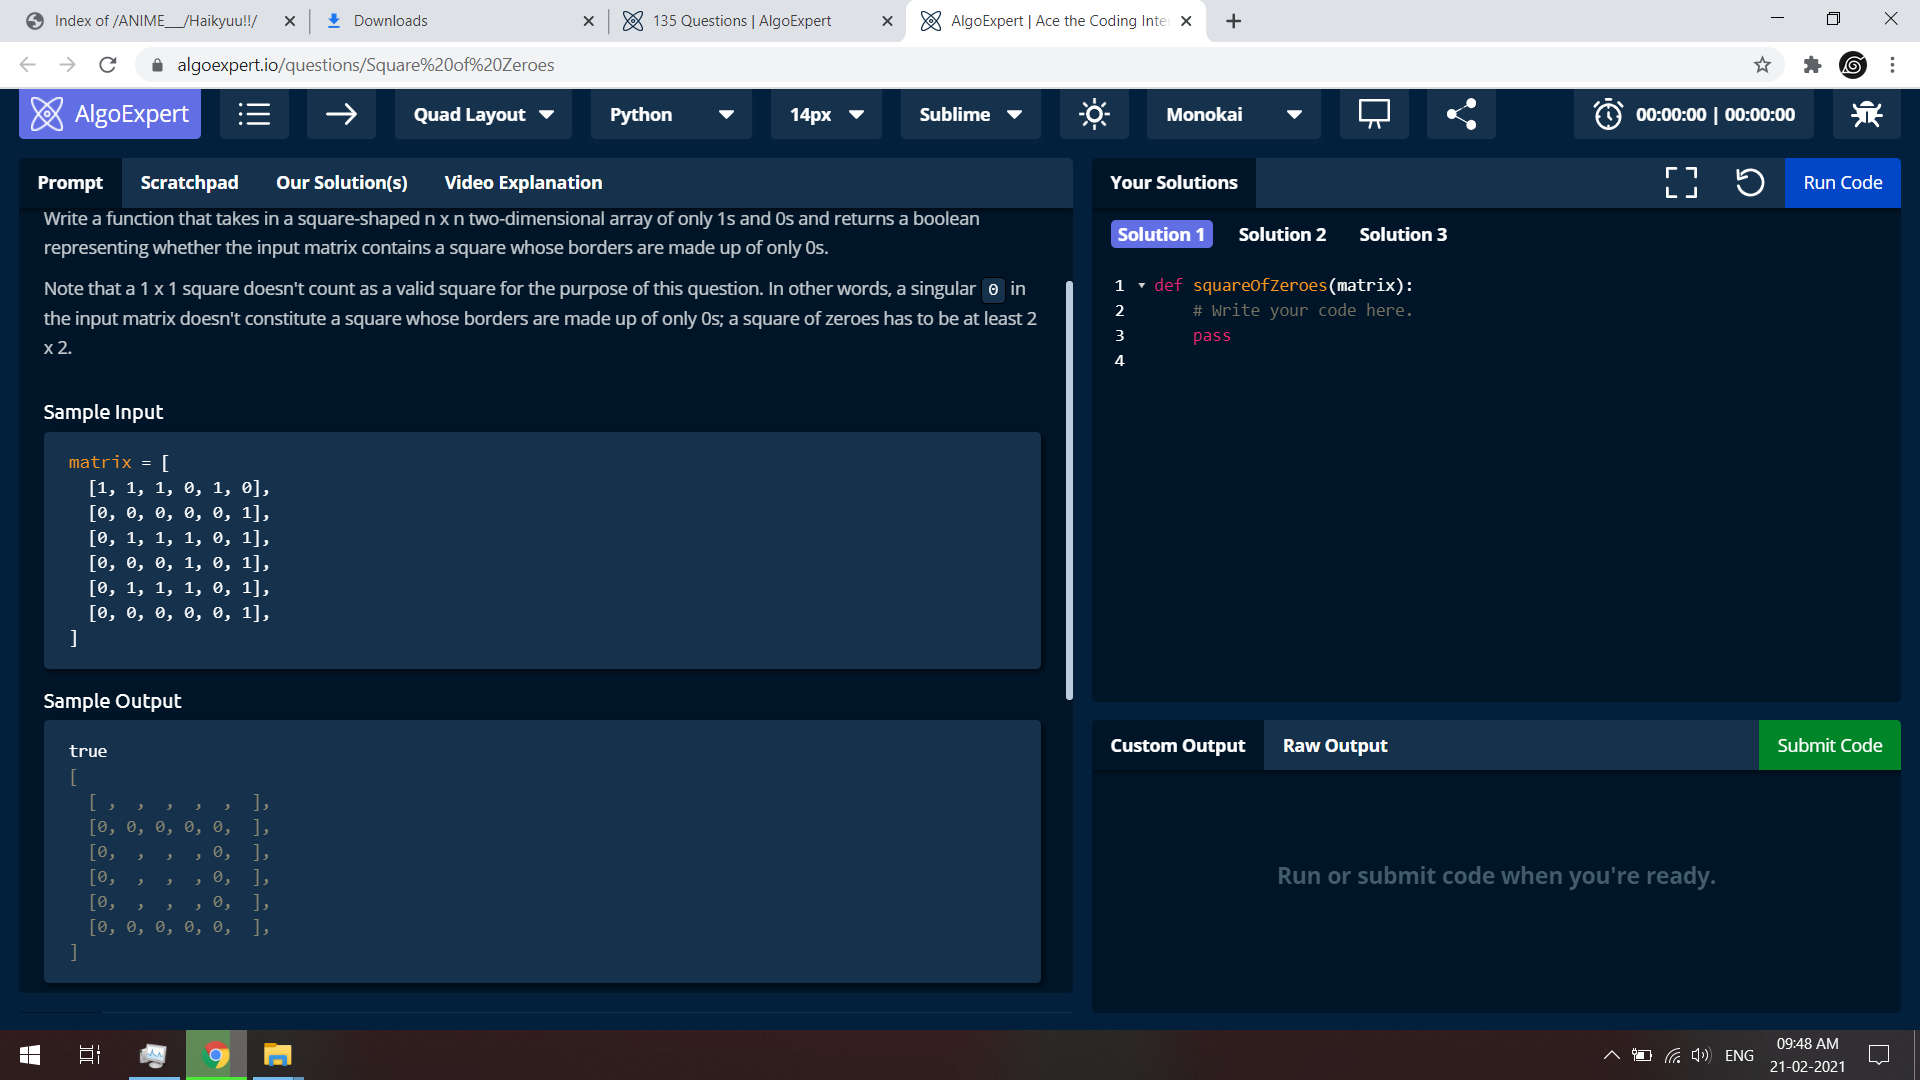 Index of /ANIME___/Haikyuu!!/
Downloads
135 Questions | AlgoExpert
AlgoExpert | Ace the Coding Inte
algoexpert.io/questions/Square%20of%20Zeroes
AlgoExpert
Quad Layout
Python
14px
Sublime
Monokai
00:00:00 | 00:00:00
Prompt
Scratchpad
Our Solution(s)
Video Explanation
Write a function that takes in a square-shaped n x n two-dimensional array of only 1s and 0s and returns a boolean
representing whether the input matrix contains a square whose borders are made up of only 0s.
Note that a 1 x 1 square doesn't count as a valid square for the purpose of this question. In other words, a singular 0 in
the input matrix doesn't constitute a square whose borders are made up of only 0s; a square of zeroes has to be at least 2
x 2.
Sample Input
matrix = [
[1, 1, 1, 0, 1, 0],
[0, 0, 0, 0, 0, 1],
[0, 1, 1, 1, 0, 1],
[0, 0, 0, 1, 0, 1],
[0, 1, 1, 1, 0, 1],
[0, 0, 0, 0, 0, 1],
]
Sample Output
true
[
[ ,  ,  ,  ,  ,  ],
[0, 0, 0, 0, 0,  ],
[0,  ,  ,  , 0,  ],
[0,  ,  ,  , 0,  ],
[0,  ,  ,  , 0,  ],
[0, 0, 0, 0, 0,  ],
]
Your Solutions
Run Code
Solution 1
Solution 2
Solution 3
1 def squareOfZeroes(matrix):
2 # Write your code here.
3 pass
4
Custom Output
Raw Output
Submit Code
Run or submit code when you're ready.
ENG
09:48 AM
21-02-2021